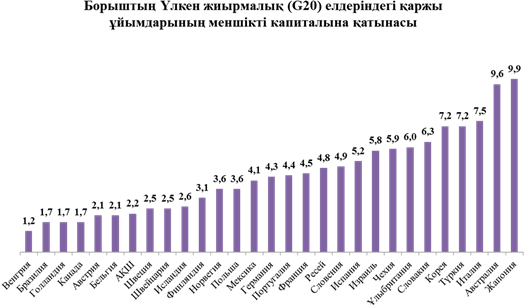 Борыштың Үлкен жиырмалық (G20) елдеріндегі қаржы
ұйымдарының меншікті капиталына қатынасы
1,2
1,7
1,7
1,7
2,1
2,1
2,2
2,5
2,5
2,6
3,1
3,6
3,6
4,1
4,3
4,4
4,5
4,8
4,9
5,2
5,8
5,9
6,0
6,3
7,2
7,2
7,5
9,6
9,9
Венгрия
Бразилия
Голландия
Канада
Австрия
Бельгия
АҚШ
Швеция
Швейцария
Исландия
Финляндия
Норвегия
Польша
Мексика
Германия
Португалия
Франция
Ресей
Словения
Испания
Израиль
Чехия
Ұлыбритания
Словакия
Корея
Туркия
Италия
Австралия
Жапония